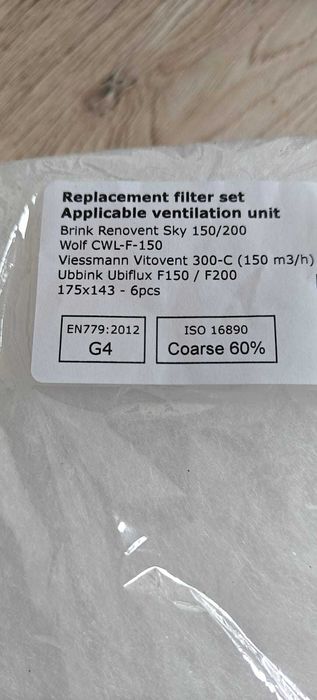 Replacement filter set
Applicable ventilation unit
Brink Renovent Sky 150/200
Wolf CWL-F-150
Viessmann Vitovent 300-C (150 m3/h)
Ubbink Ubiflux F150 / F200
175x143 - 6pcs
EN779:2012
G4
ISO 16890
Coarse 60%